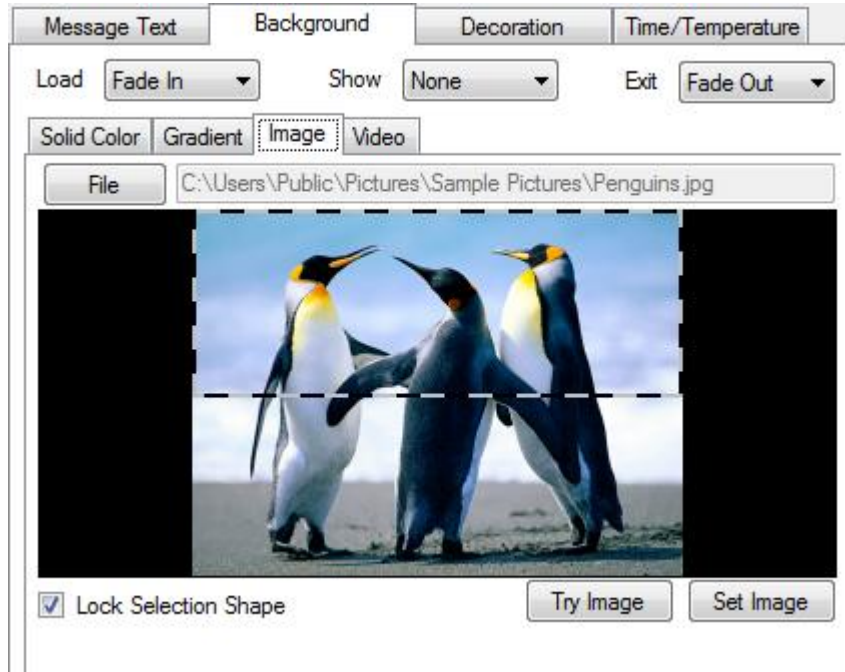 Message Text Background Decoration Time/Temperature
Load Fade In Show None Exit Fade Out
Solid Color Gradient Image Video
File C:\Users\Public\Pictures\Sample Pictures\Penguins.jpg
Lock Selection Shape Try Image Set Image